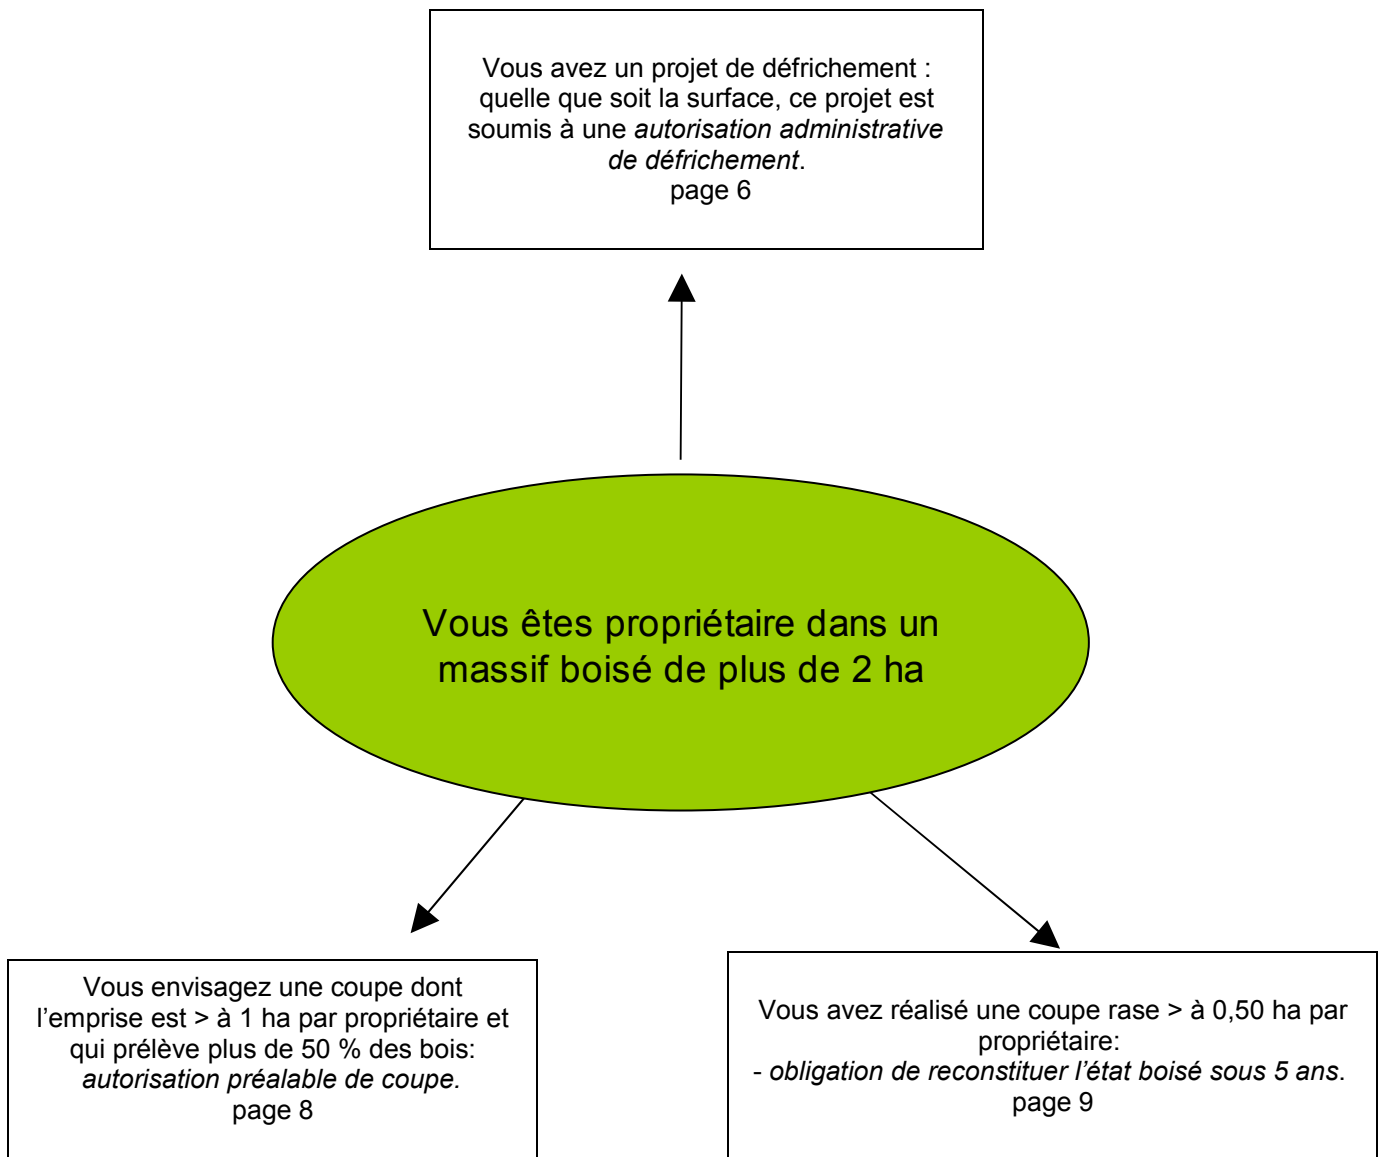 Vous avez un projet de défrichement :
quelle que soit la surface, ce projet est
soumis à une autorisation administrative
de défrichement.
page 6
Vous êtes propriétaire dans un
massif boisé de plus de 2 ha
Vous envisagez une coupe dont
l’emprise est > à 1 ha par propriétaire et
qui prélève plus de 50 % des bois:
autorisation préalable de coupe.
page 8
Vous avez réalisé une coupe rase > à 0,50 ha par
propriétaire:
- obligation de reconstituer l’état boisé sous 5 ans.
page 9